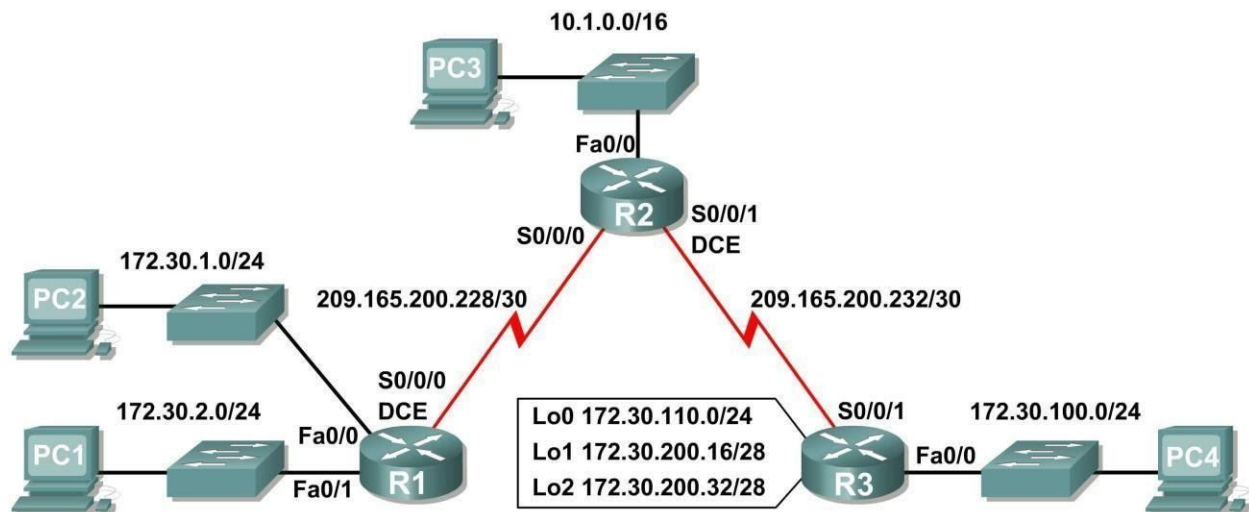 10.1.0.0/16
PC3
Fa0/0
R2
S0/0/1
DCE
S0/0/0
172.30.1.0/24
PC2
209.165.200.228/30
209.165.200.232/30
S0/0/0
DCE
172.30.2.0/24
Fa0/0
PC1
Fa0/1
R1
Lo0 172.30.110.0/24
Lo1 172.30.200.16/28
Lo2 172.30.200.32/28
S0/0/1
172.30.100.0/24
Fa0/0
R3
PC4